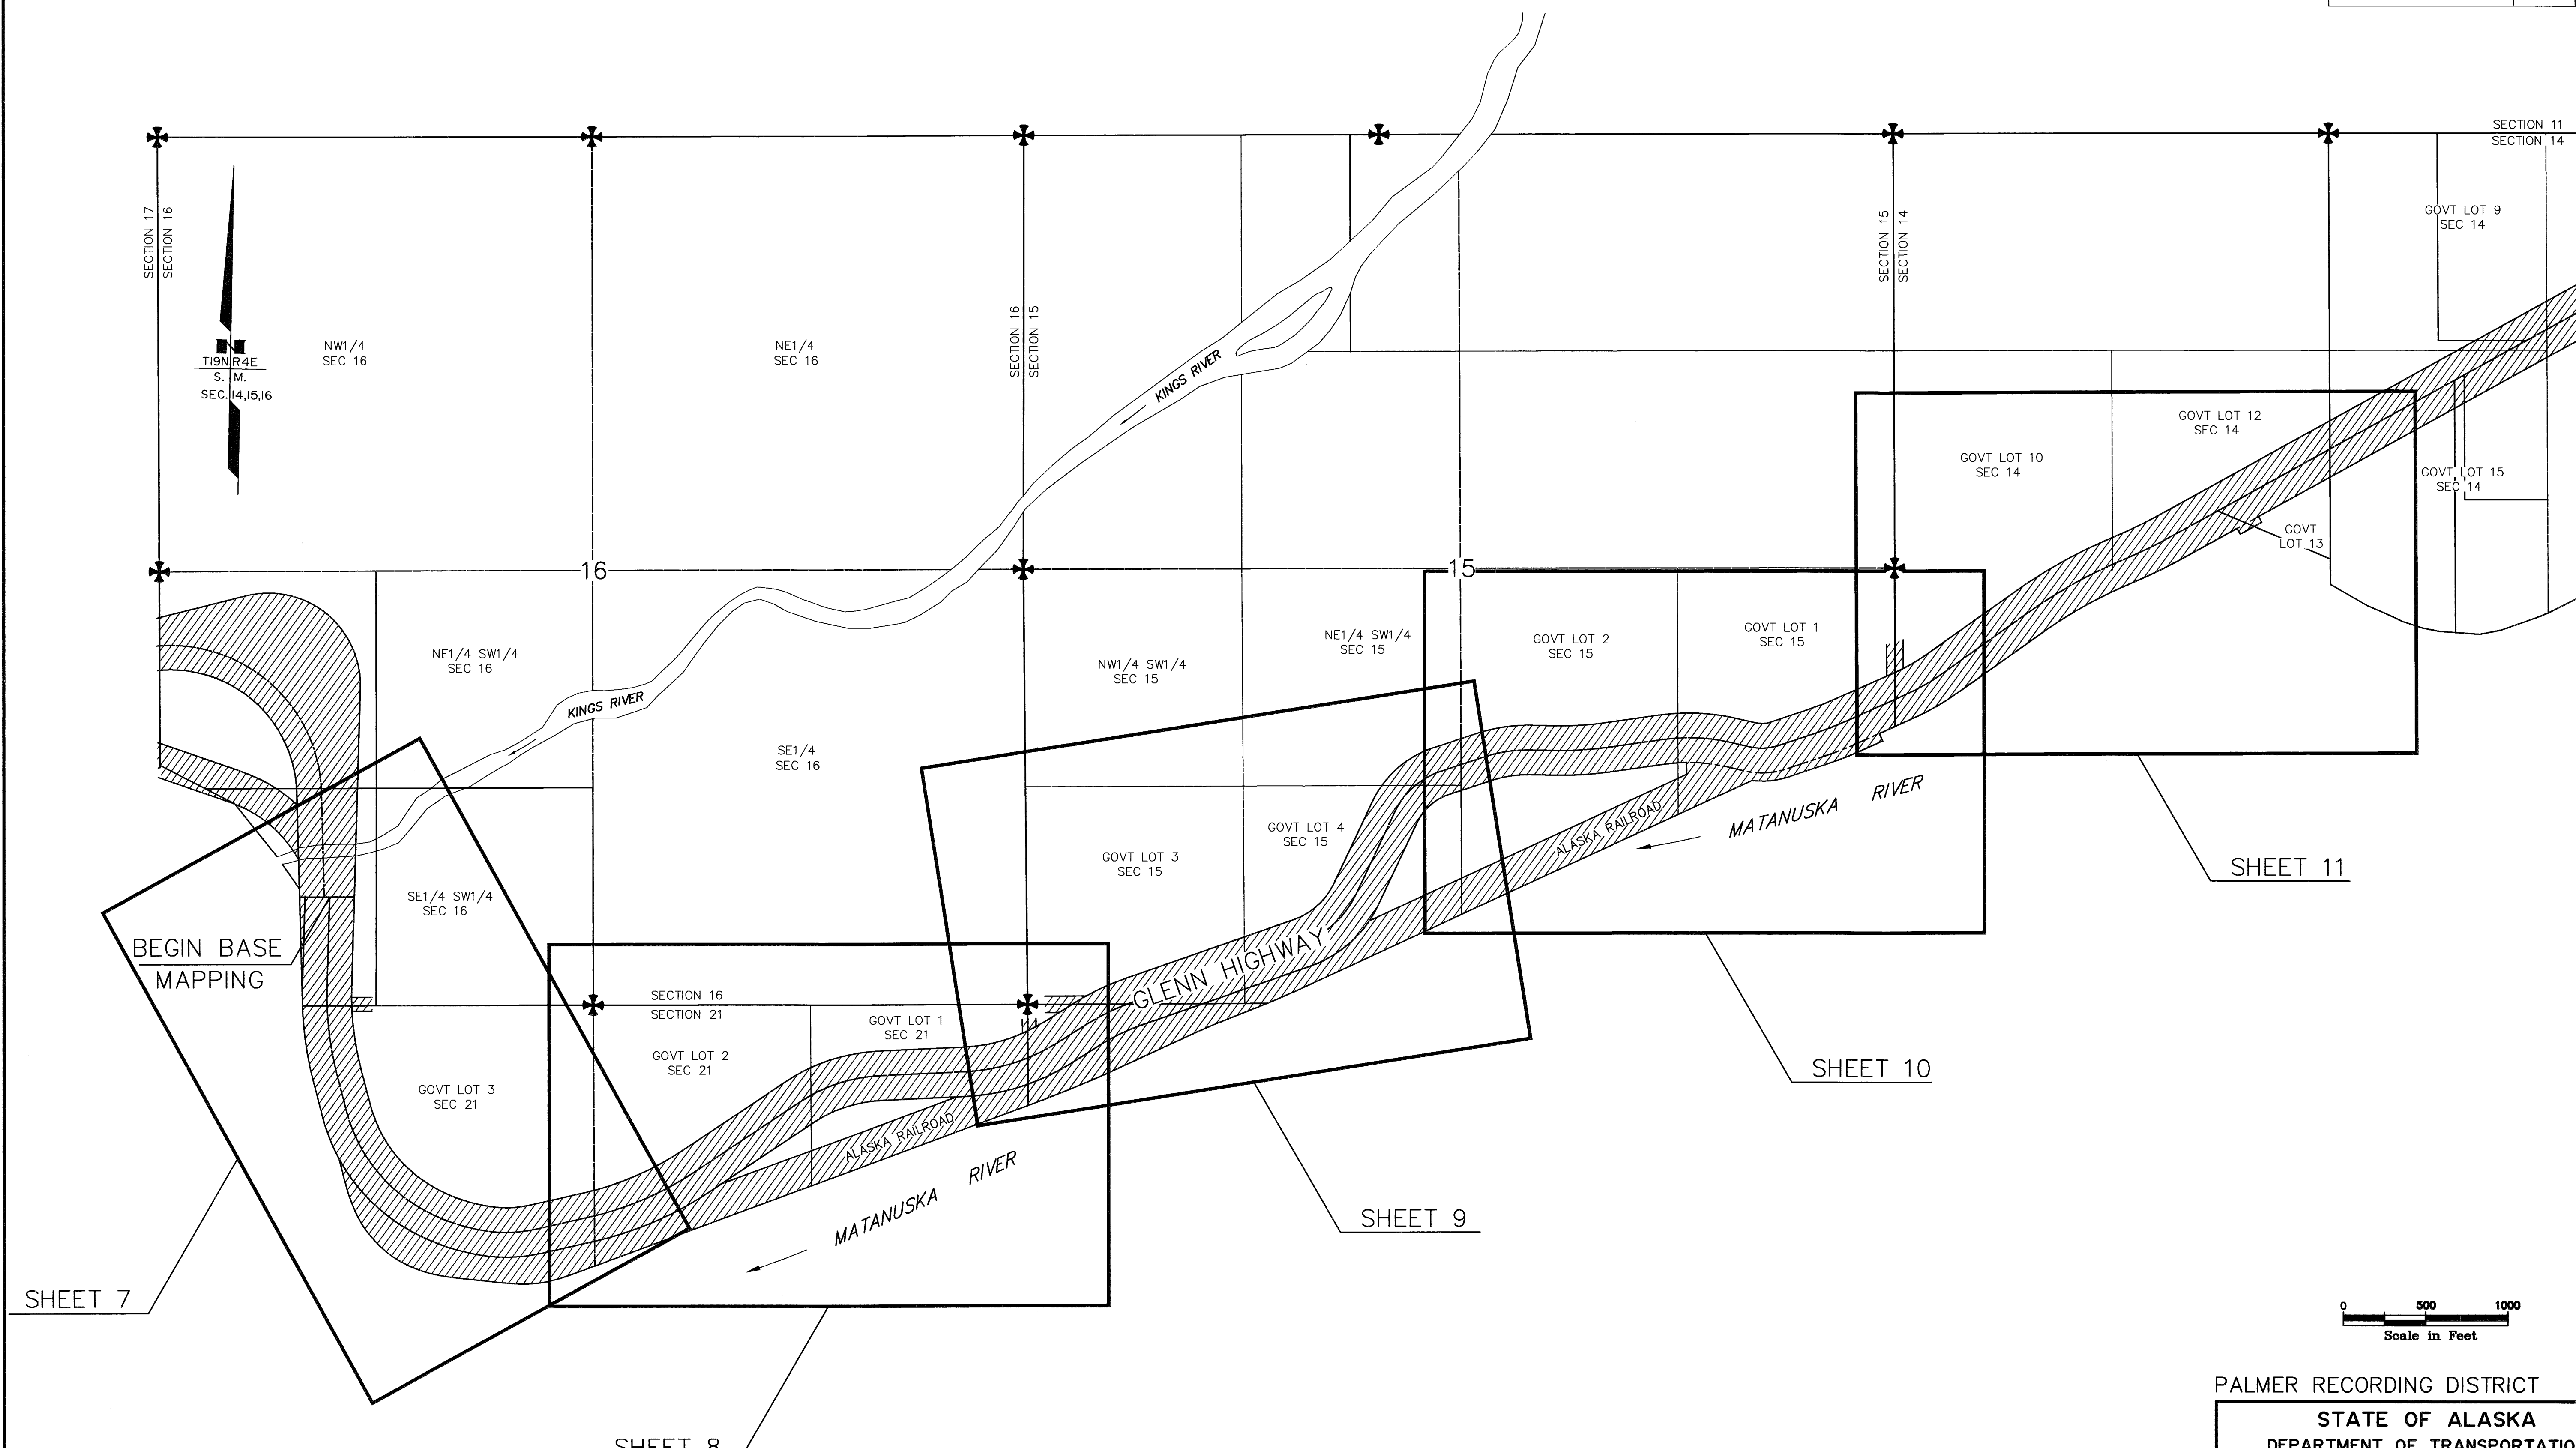 SECTION 11
SECTION 14
SECTION 17
SECTION 16
SECTION 16
SECTION 15
SECTION 15
SECTION 14
GOVT LOT 9
SEC 14
N
T19N R4E
S. M.
SEC. 14,15,16
NW1/4
SEC 16
NE1/4
SEC 16
KINGS RIVER
GOVT LOT 12
SEC 14
GOVT LOT 10
SEC 14
GOVT LOT 15
SEC 14
GOVT
LOT 13
16
15
NE1/4 SW1/4
SEC 16
NW1/4 SW1/4
SEC 15
NE1/4 SW1/4
SEC 15
GOVT LOT 2
SEC 15
GOVT LOT 1
SEC 15
KINGS RIVER
SE1/4
SEC 16
ALASKA RAILROAD
MATANUSKA RIVER
GOVT LOT 3
SEC 15
GOVT LOT 4
SEC 15
SHEET 11
SE1/4 SW1/4
SEC 16
BEGIN BASE
MAPPING
GLENN HIGHWAY
SECTION 16
SECTION 21
GOVT LOT 1
SEC 21
GOVT LOT 2
SEC 21
GOVT LOT 3
SEC 21
SHEET 10
ALASKA RAILROAD
MATANUSKA RIVER
SHEET 9
SHEET 7
0 500 1000
Scale in Feet
PALMER RECORDING DISTRICT
STATE OF ALASKA
DEPARTMENT OF TRANSPORTATIO
SHEET 8